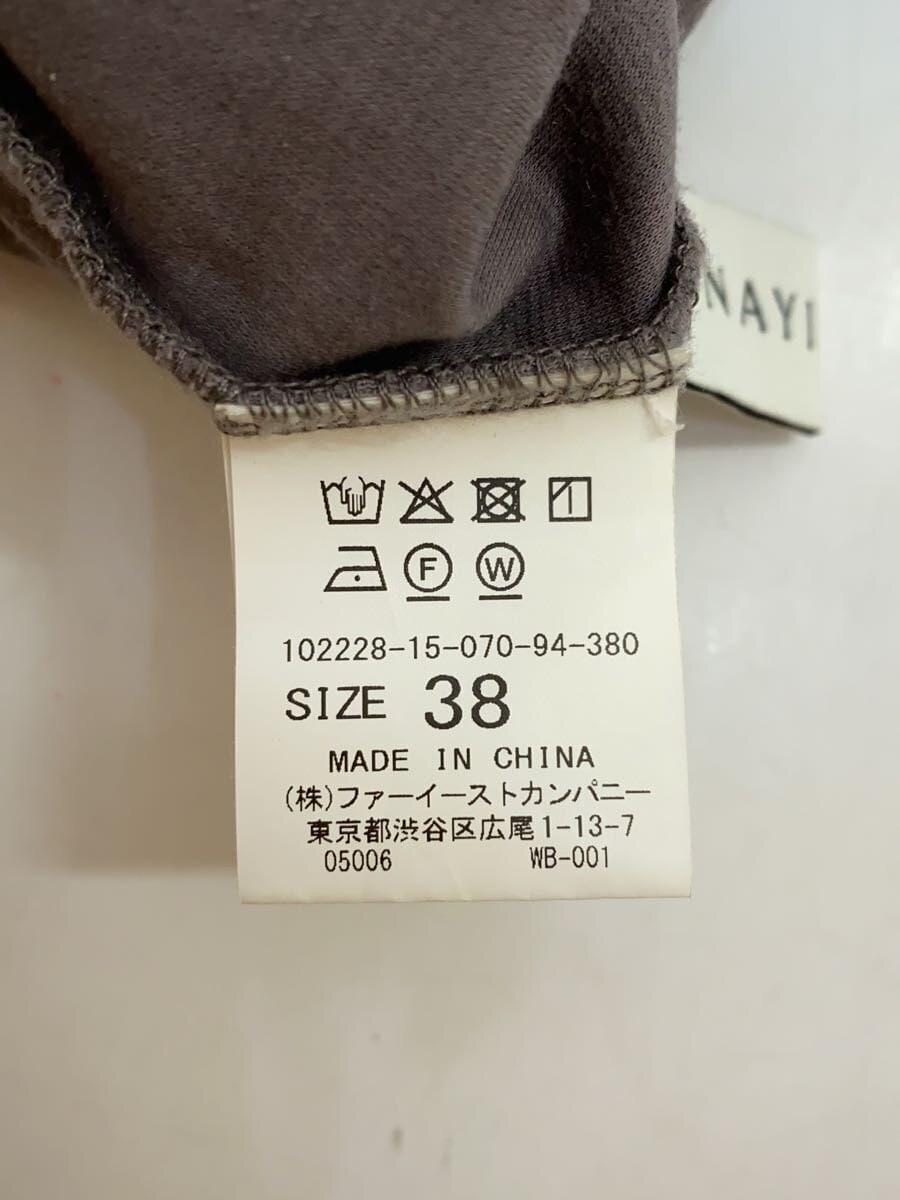 NAYI
F W
102228-15-070-94-380
SIZE 38
MADE IN CHINA
(株)ファーイーストカンパニー
東京都渋谷区広尾1-13-7
05006 WB-001